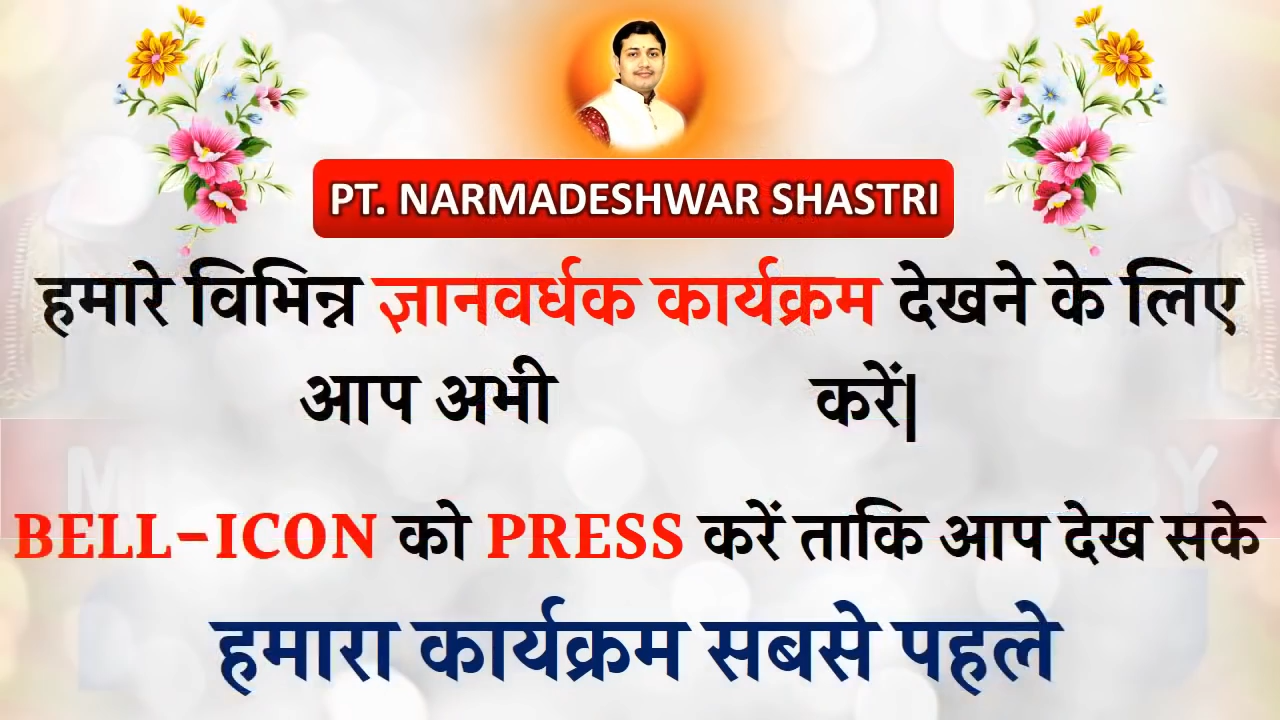 PT. NARMADESHWAR SHASTRI
हमारे विभिन्न ज्ञानवर्धक कार्यक्रम देखने के लिए
आप अभी करें|
BELL-ICON को PRESS करें ताकि आप देख सके
हमारा कार्यक्रम सबसे पहले